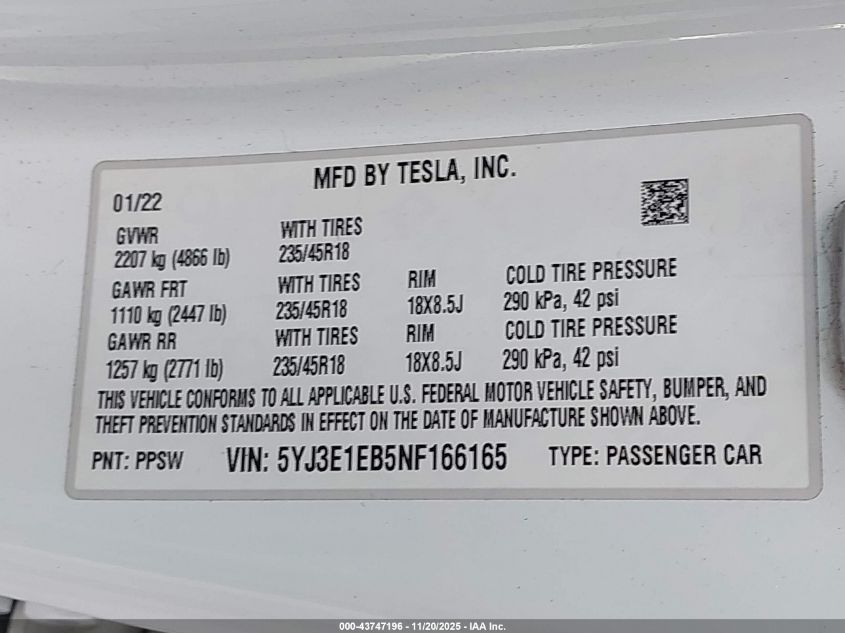 MFD BY TESLA, INC.
01/22
GVWR WITH TIRES
2207 kg (4866 lb) 235/45R18
GAWR FRT WITH TIRES RIM COLD TIRE PRESSURE
1110 kg (2447 lb) 235/45R18 18X8.5J 290 kPa, 42 psi
GAWR RR WITH TIRES RIM COLD TIRE PRESSURE
1257 kg (2771 lb) 235/45R18 18X8.5J 290 kPa, 42 psi
THIS VEHICLE CONFORMS TO ALL APPLICABLE U.S. FEDERAL MOTOR VEHICLE SAFETY, BUMPER, AND
THEFT PREVENTION STANDARDS IN EFFECT ON THE DATE OF MANUFACTURE SHOWN ABOVE.
PNT: PPSW VIN: 5YJ3E1EB5NF166165 TYPE: PASSENGER CAR
000-43747196 - 11/20/2025 - IAA Inc.